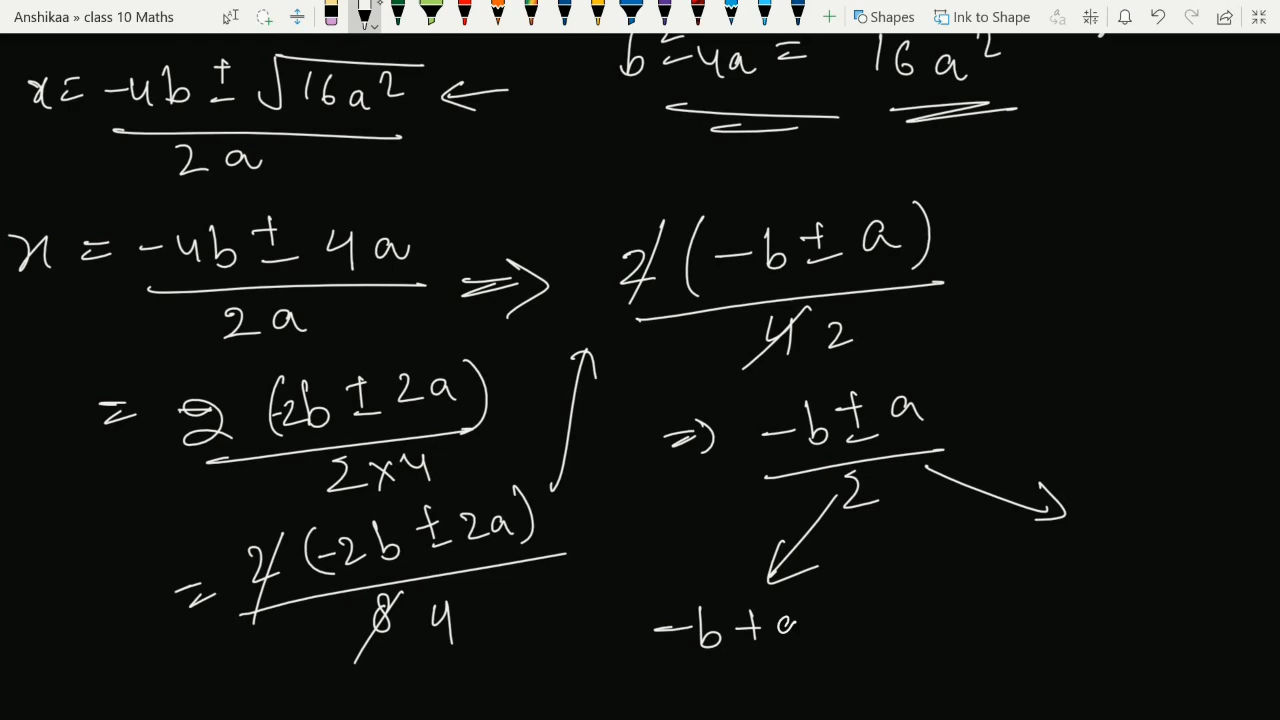 Anshikaa » class 10 Maths
Shapes
Ink to Shape
x = -4b ± √16a²
2a
b² - 4a = 16a²
x = -4b ± 4a
2a
= 2 (-2b ± 2a)
2×4
= 2 (-2b ± 2a)
8 4
⇒ 2 (-b ± a)
4 2
⇒ -b ± a
2
-b + a